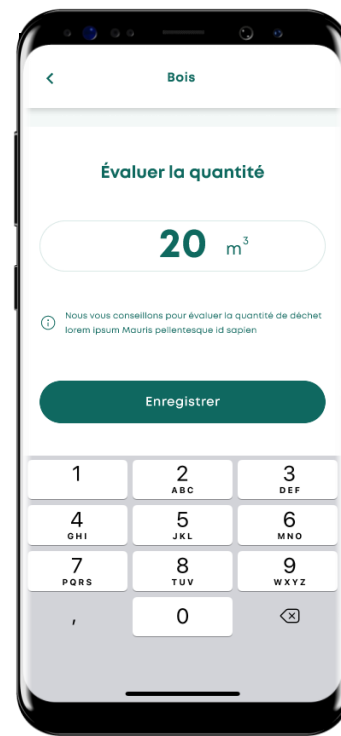 Bois
Évaluer la quantité
20 m³
Nous vous conseillons pour évaluer la quantité de déchet
lorem ipsum Mauris pellentesque id sapien
Enregistrer
1 2 3
ABC DEF
4 5 6
GHI JKL MNO
7 8 9
PQRS TUV WXYZ
, 0